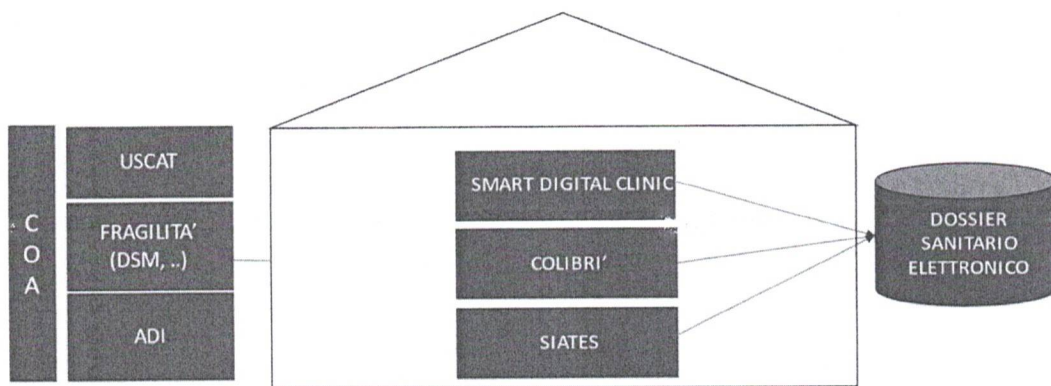 C
O
A
USCAT
FRAGILITA’
(DSM, ..)
ADI
SMART DIGITAL CLINIC
COLIBRI’
SIATES
DOSSIER
SANITARIO
ELETTRONICO